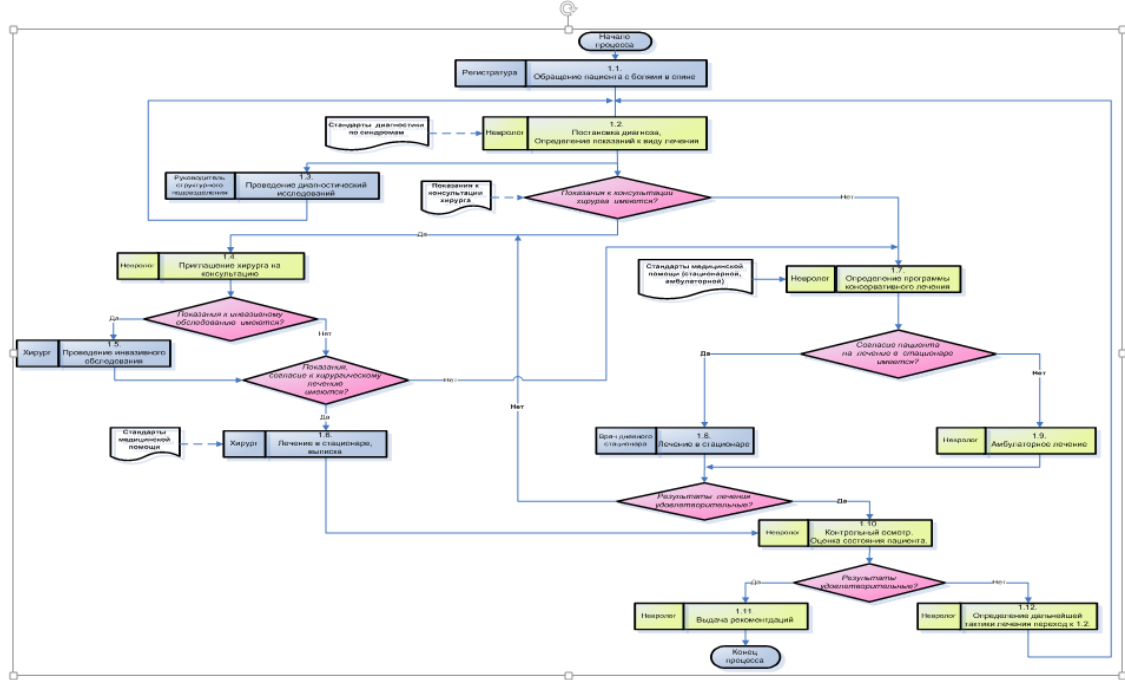 Начало
процесса
Регистратура
1.1.
Обращение пациента с болями в спине
Стандарты диагностики
по синдромам
Невролог
1.2.
Постановка диагноза,
Определение показаний к виду лечения
Руководитель
структурного
подразделения
1.3.
Проведение диагностический
исследований
Показания к
консультации
хирурга
Показания к консультации
хирурга имеются?
Нет
Да
Невролог
1.4.
Приглашение хирурга на
консультацию
Стандарты медицинской
помощи (стационарной,
амбулаторной)
Невролог
1.7.
Определение программы
консервативного лечения
Показания к инвазивному
обследованию имеются?
Да
Нет
Хирург
1.5.
Проведение инвазивного
обследования
Показания,
согласие к хирургическому
лечению
имеются?
Нет
Да
Согласие пациента
на лечение в стационаре
имеется?
Да
Нет
Нет
Стандарты
медицинской
помощи
Хирург
1.6.
Лечение в стационаре,
выписка
Врач дневного
стационара
1.8.
Лечение в стационаре
Невролог
1.9.
Амбулаторное лечение
Результаты лечения
удовлетворительные?
Да
Невролог
1.10.
Контрольный осмотр.
Оценка состояния пациента.
Результаты
удовлетворительные?
Да
Нет
Невролог
1.11.
Выдача рекоментдаций
Невролог
1.12.
Определение дальнейшей
тактики лечения переход к 1.2.
Конец
процесса